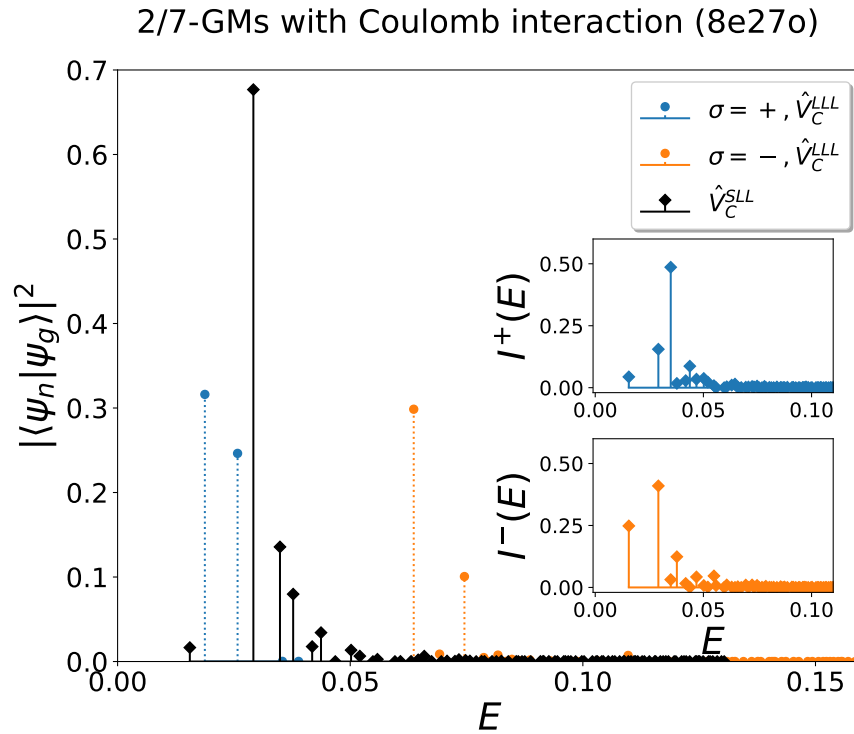 2/7-GMs with Coulomb interaction (8e27o)
|⟨ψ_n|ψ_g⟩|²
0.7
0.6
0.5
0.4
0.3
0.2
0.1
0.0
σ = + , V̂_C^{LLL}
σ = − , V̂_C^{LLL}
V̂_C^{SLL}
I⁺(E)
0.50
0.25
0.00
0.00 0.05 0.10
I⁻(E)
0.50
0.25
0.00
0.00 0.05 0.10
E
0.00 0.05 0.10 0.15
E